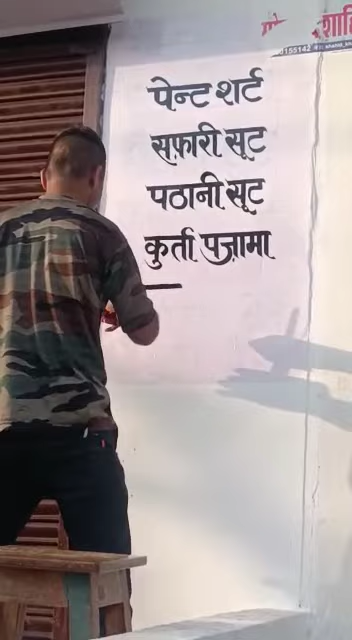 पेन्ट शर्ट
सफ़ारी सूट
पठानी सूट
कुर्ता पज़ामा